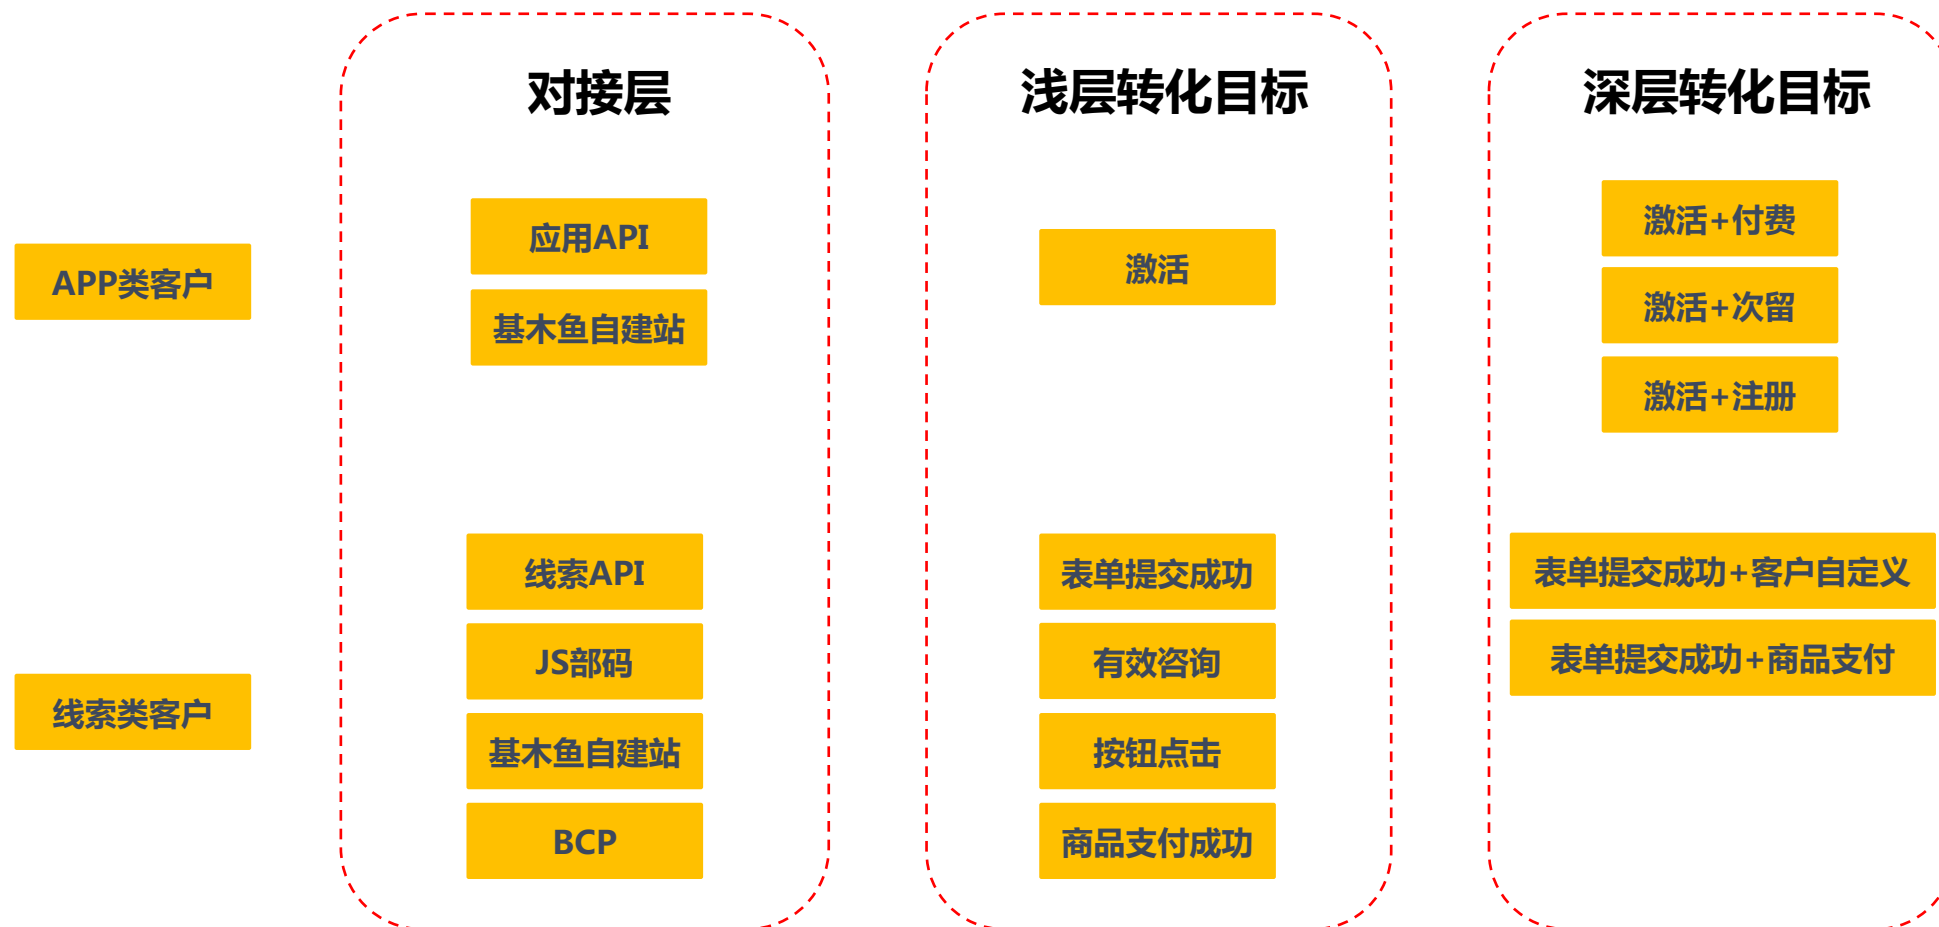 对接层
浅层转化目标
深层转化目标
APP类客户
应用API
基木鱼自建站
激活
激活+付费
激活+次留
激活+注册
线索类客户
线索API
JS部码
基木鱼自建站
BCP
表单提交成功
有效咨询
按钮点击
商品支付成功
表单提交成功+客户自定义
表单提交成功+商品支付